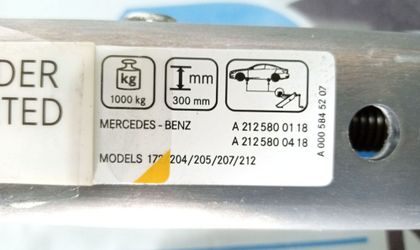 DER
TED
kg
1000 kg
mm
300 mm
MERCEDES-BENZ
A 212 580 01 18
A 212 580 04 18
MODELS 172/204/205/207/212
A 000 584 52 07